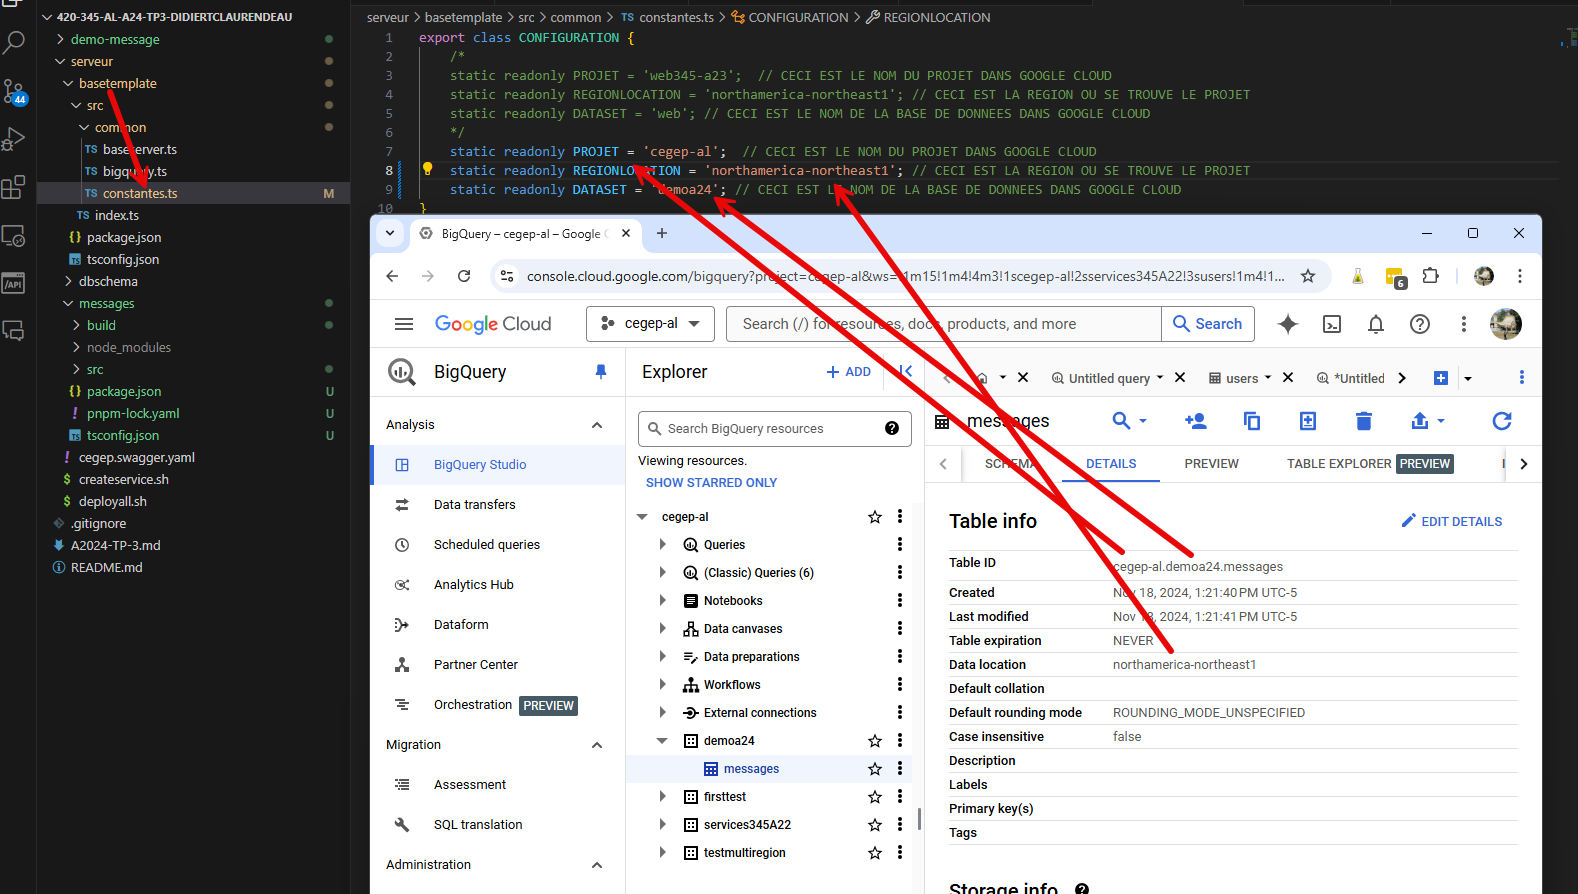 420-345-AL-A24-TP3-DIDIERTCLAURENDEAU
demo-message
serveur
basetemplate
src
common
TS baseserver.ts
TS bigquery.ts
TS constantes.ts M
TS index.ts
{} package.json
tsconfig.json
dbschema
messages
build
node_modules
src
{} package.json U
! pnpm-lock.yaml U
tsconfig.json U
! cegep.swagger.yaml
$ createservice.sh
$ deployall.sh
.gitignore
A2024-TP-3.md
README.md
44
API
serveur > basetemplate > src > common > TS constantes.ts > CONFIGURATION > REGIONLOCATION
1 export class CONFIGURATION {
2 /*
3 static readonly PROJET = 'web345-a23'; // CECI EST LE NOM DU PROJET DANS GOOGLE CLOUD
4 static readonly REGIONLOCATION = 'northamerica-northeast1'; // CECI EST LA REGION OU SE TROUVE LE PROJET
5 static readonly DATASET = 'web'; // CECI EST LE NOM DE LA BASE DE DONNEES DANS GOOGLE CLOUD
6 */
7 static readonly PROJET = 'cegep-al'; // CECI EST LE NOM DU PROJET DANS GOOGLE CLOUD
8 static readonly REGIONLOCATION = 'northamerica-northeast1'; // CECI EST LA REGION OU SE TROUVE LE PROJET
9 static readonly DATASET = 'demoa24'; // CECI EST LE NOM DE LA BASE DE DONNEES DANS GOOGLE CLOUD
10 }
BigQuery – cegep-al – Google C
console.cloud.google.com/bigquery?project=cegep-al&ws=!1m15!1m4!4m3!1scegep-al!2sservices345A22!3susers!1m4!1...
6
Google Cloud
cegep-al
Search (/) for resources, docs, products, and more
Search
BigQuery
Analysis
BigQuery Studio
Data transfers
Scheduled queries
Analytics Hub
Dataform
Partner Center
Orchestration PREVIEW
Migration
Assessment
SQL translation
Administration
Explorer
+ ADD
Search BigQuery resources
Viewing resources.
SHOW STARRED ONLY
cegep-al
Queries
(Classic) Queries (6)
Notebooks
Data canvases
Data preparations
Workflows
External connections
demoa24
messages
firsttest
services345A22
testmultiregion
Untitled query
users
*Untitled
messages
SCHEMA
DETAILS
PREVIEW
TABLE EXPLORER PREVIEW
Table info
EDIT DETAILS
Table ID cegep-al.demoa24.messages
Created Nov 18, 2024, 1:21:40 PM UTC-5
Last modified Nov 18, 2024, 1:21:41 PM UTC-5
Table expiration NEVER
Data location northamerica-northeast1
Default collation
Default rounding mode ROUNDING_MODE_UNSPECIFIED
Case insensitive false
Description
Labels
Primary key(s)
Tags
Storage info